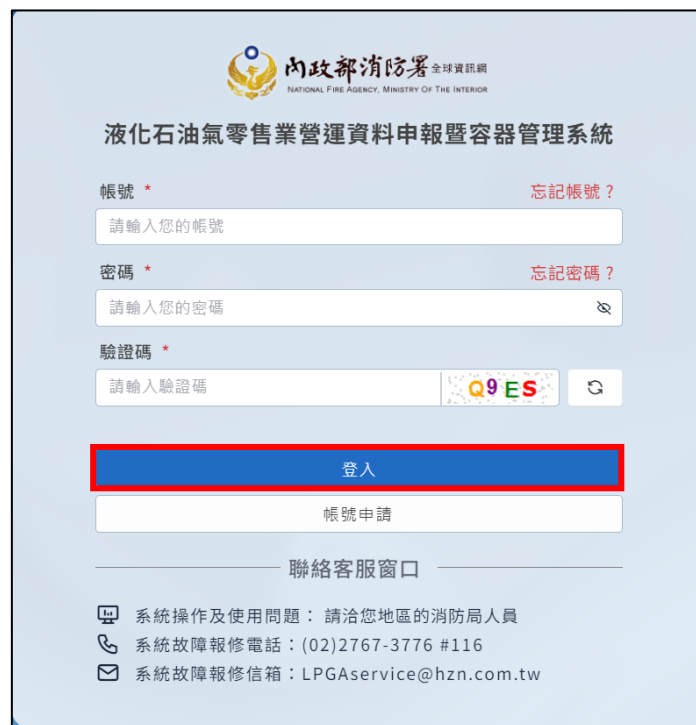 內政部消防署 全球資訊網
NATIONAL FIRE AGENCY, MINISTRY OF THE INTERIOR
液化石油氣零售業營運資料申報暨容器管理系統
帳號 * 忘記帳號？
請輸入您的帳號
密碼 * 忘記密碼？
請輸入您的密碼
驗證碼 *
請輸入驗證碼 Q9ES
登入
帳號申請
聯絡客服窗口
系統操作及使用問題： 請洽您地區的消防局人員
系統故障報修電話：(02)2767-3776 #116
系統故障報修信箱：LPGAservice@hzn.com.tw